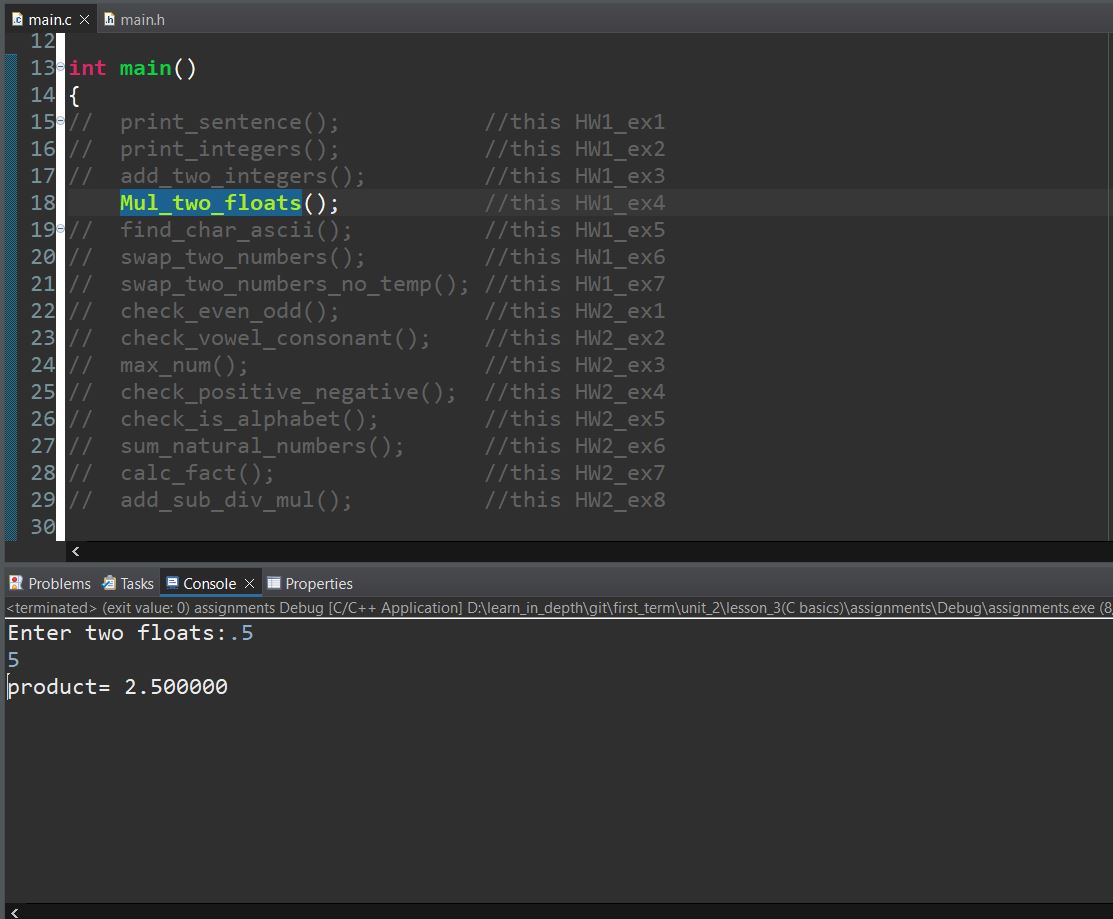 main.c main.h
12
13 int main()
14 {
15 // print_sentence(); //this HW1_ex1
16 // print_integers(); //this HW1_ex2
17 // add_two_integers(); //this HW1_ex3
18 Mul_two_floats(); //this HW1_ex4
19 // find_char_ascii(); //this HW1_ex5
20 // swap_two_numbers(); //this HW1_ex6
21 // swap_two_numbers_no_temp(); //this HW1_ex7
22 // check_even_odd(); //this HW2_ex1
23 // check_vowel_consonant(); //this HW2_ex2
24 // max_num(); //this HW2_ex3
25 // check_positive_negative(); //this HW2_ex4
26 // check_is_alphabet(); //this HW2_ex5
27 // sum_natural_numbers(); //this HW2_ex6
28 // calc_fact(); //this HW2_ex7
29 // add_sub_div_mul(); //this HW2_ex8
30
Problems Tasks Console Properties
<terminated> (exit value: 0) assignments Debug [C/C++ Application] D:\learn_in_depth\git\first_term\unit_2\lesson_3(C basics)\assignments\Debug\assignments.exe (8
Enter two floats:.5
5
product= 2.500000